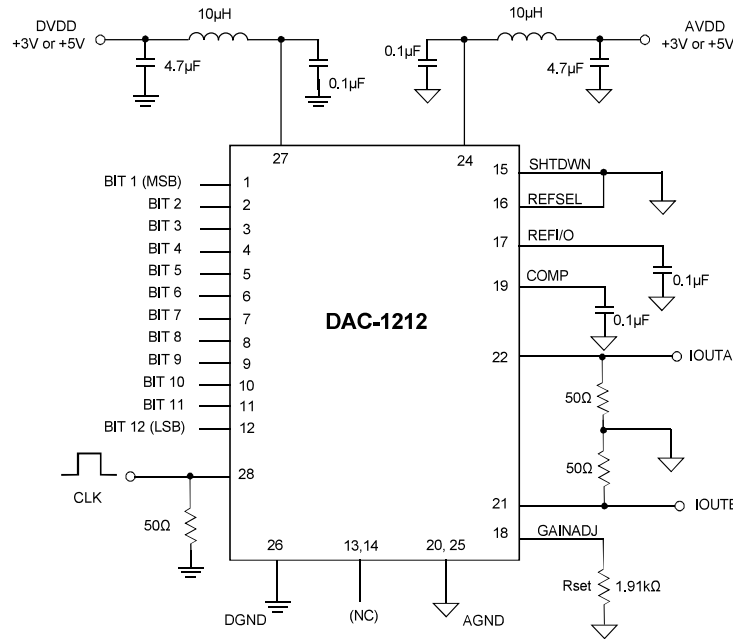 DVDD
+3V or +5V
10µH
4.7µF
0.1µF
10µH
0.1µF
4.7µF
AVDD
+3V or +5V
27
24
BIT 1 (MSB) 1
BIT 2 2
BIT 3 3
BIT 4 4
BIT 5 5
BIT 6 6
BIT 7 7
BIT 8 8
BIT 9 9
BIT 10 10
BIT 11 11
BIT 12 (LSB) 12
28
CLK
50Ω
DAC-1212
15 SHTDWN
16 REFSEL
17 REFI/O
0.1µF
19 COMP
0.1µF
22 IOUTA
50Ω
50Ω
21 IOUTB
18 GAINADJ
Rset 1.91kΩ
26
DGND
13,14
(NC)
20, 25
AGND